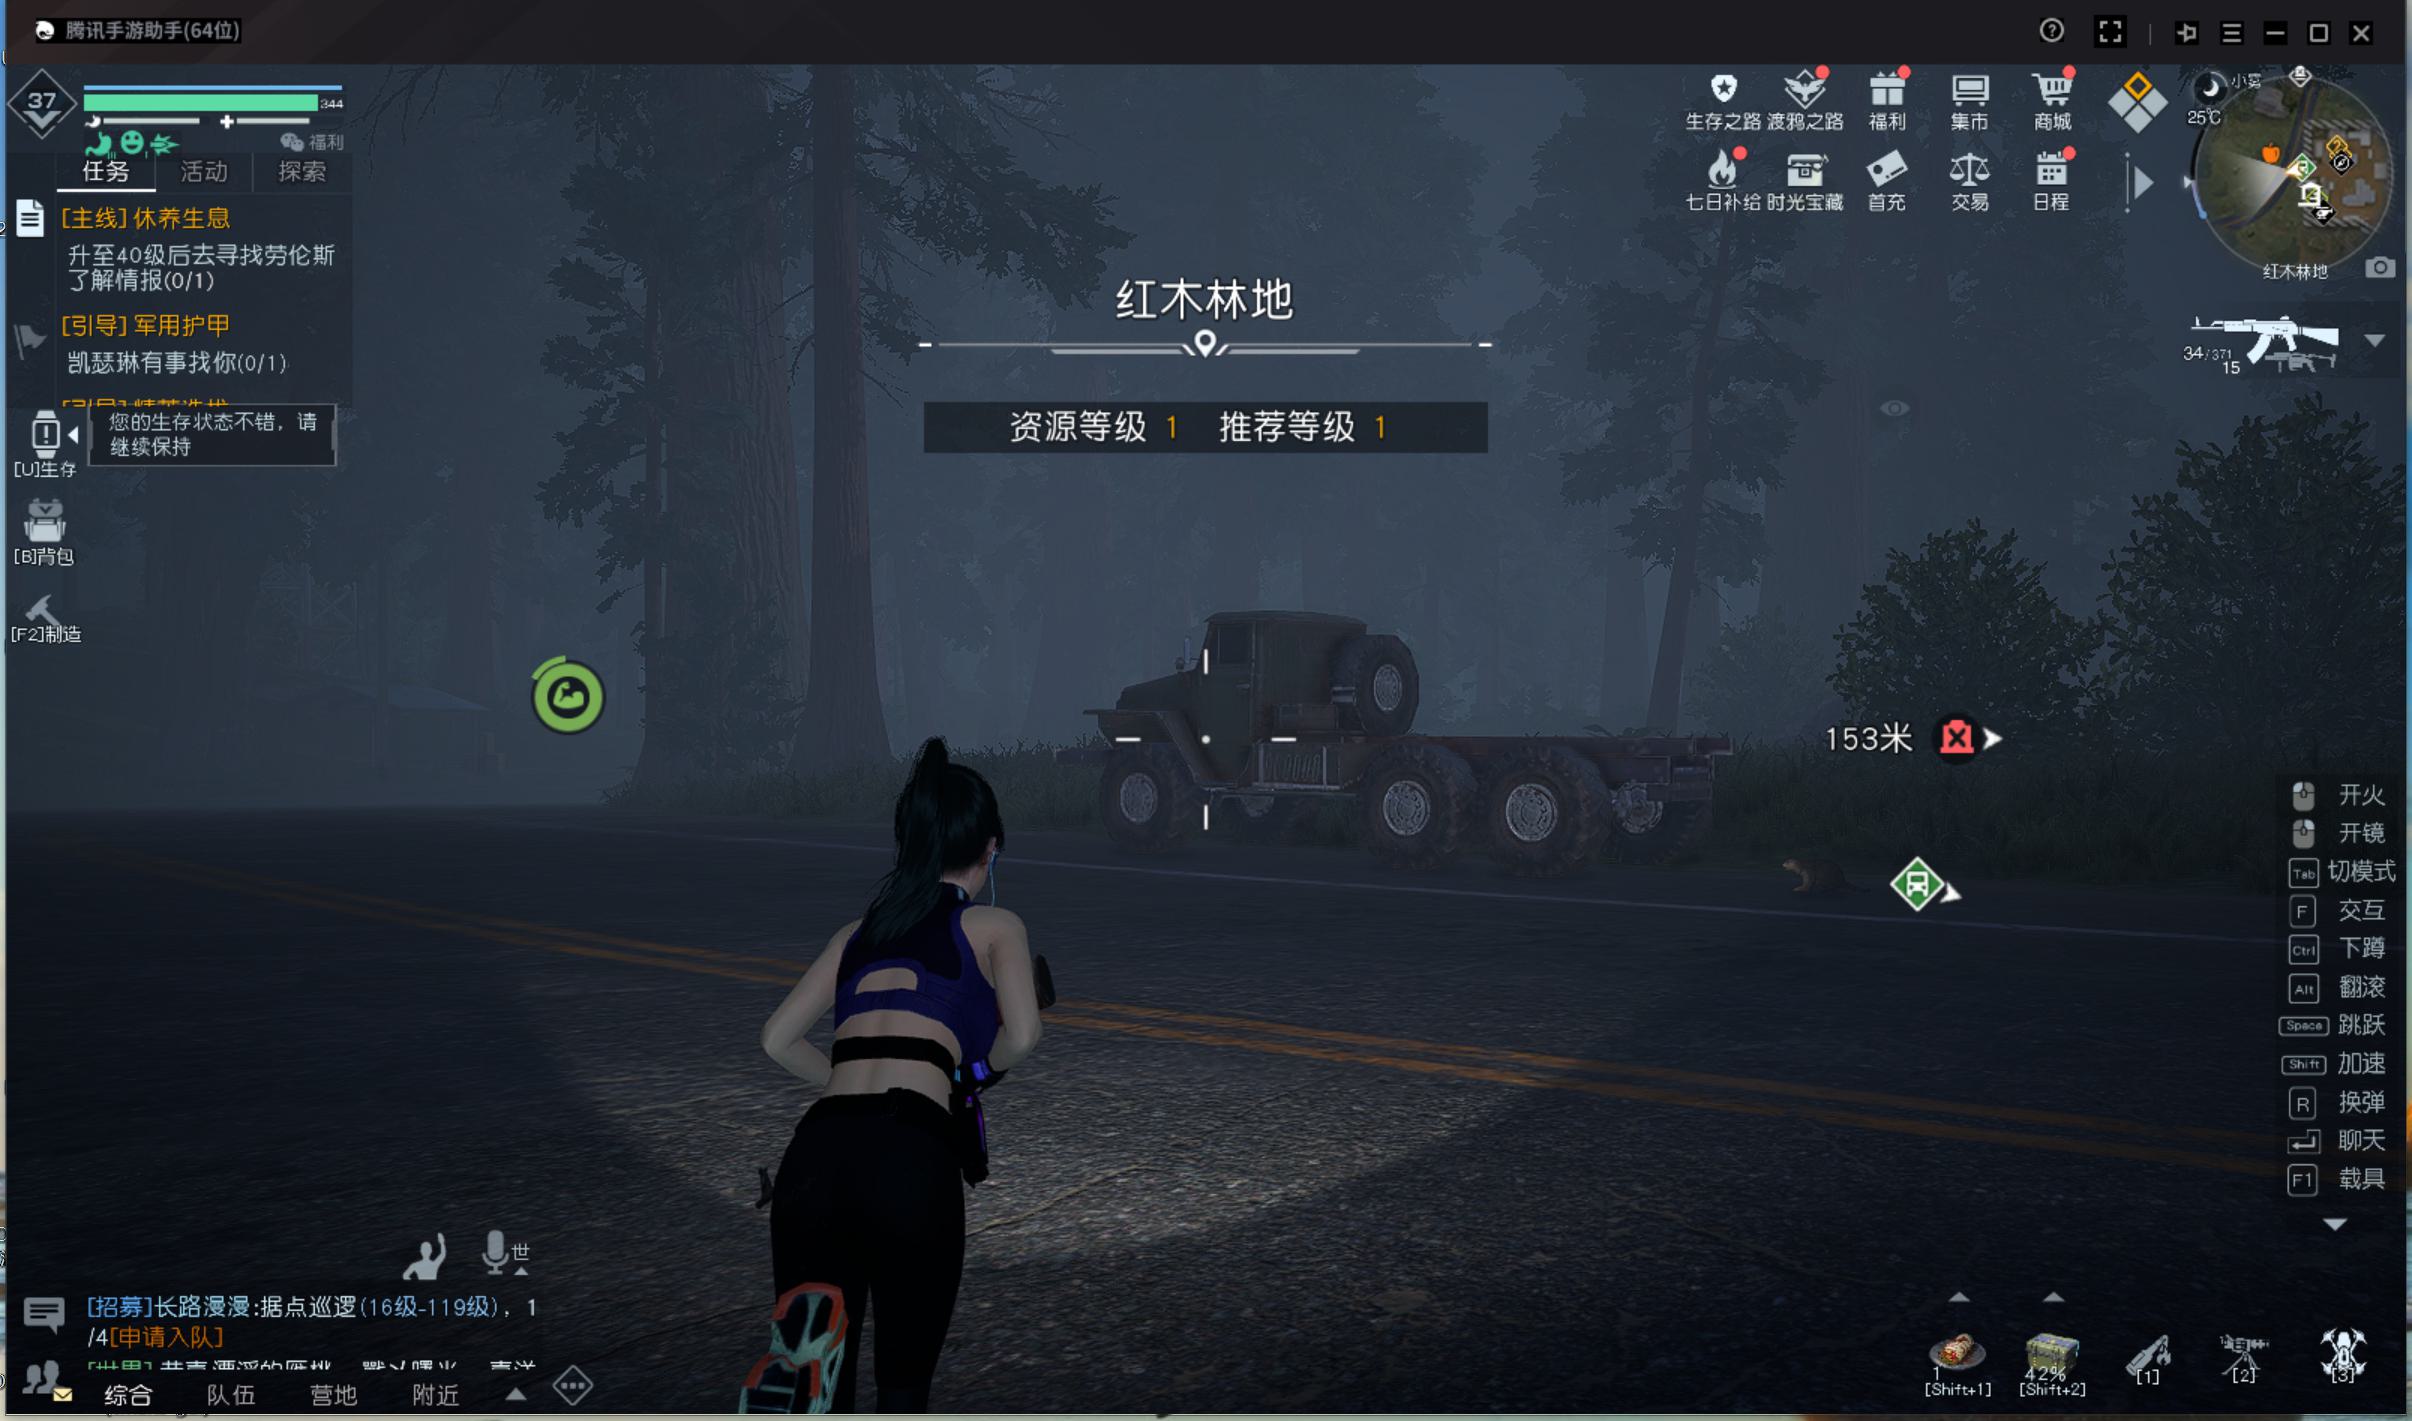 腾讯手游助手(64位)
37
344
福利
任务 活动 探索
[主线] 休养生息
升至40级后去寻找劳伦斯
了解情报(0/1)
[引导] 军用护甲
凯瑟琳有事找你(0/1)
您的生存状态不错，请
继续保持
[U]生存
[B]背包
[F2]制造
生存之路 渡鸦之路 福利 集市 商城
七日补给 时光宝藏 首充 交易 日程
小雾
25℃
红木林地
34/371
15
红木林地
资源等级 1 推荐等级 1
153米
开火
开镜
Tab 切模式
F 交互
Ctrl 下蹲
Alt 翻滚
Space 跳跃
Shift 加速
R 换弹
聊天
F1 载具
世
[招募]长路漫漫:据点巡逻(16级-119级)，1
/4[申请入队]
综合 队伍 营地 附近
1 42%
[Shift+1] [Shift+2] [1] [2] [3]